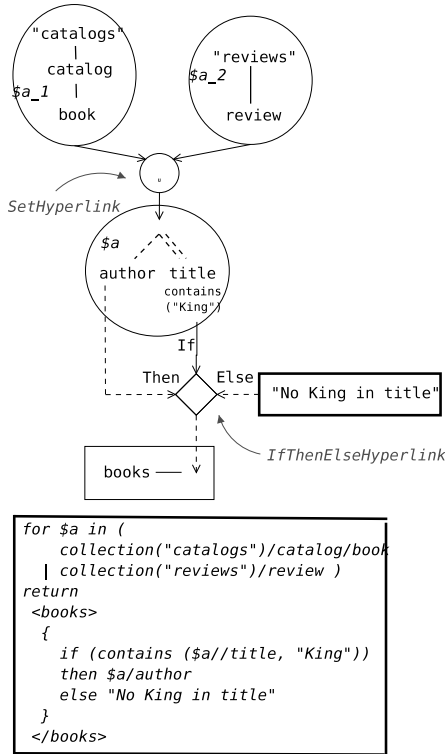 "catalogs"
catalog
$a_1
book
"reviews"
$a_2
review
SetHyperlink
$a
author title
contains
("King")
If
Then
Else
"No King in title"
IfThenElseHyperlink
books
for $a in (
collection("catalogs")/catalog/book
| collection("reviews")/review )
return
<books>
{
if (contains ($a//title, "King"))
then $a/author
else "No King in title"
}
</books>